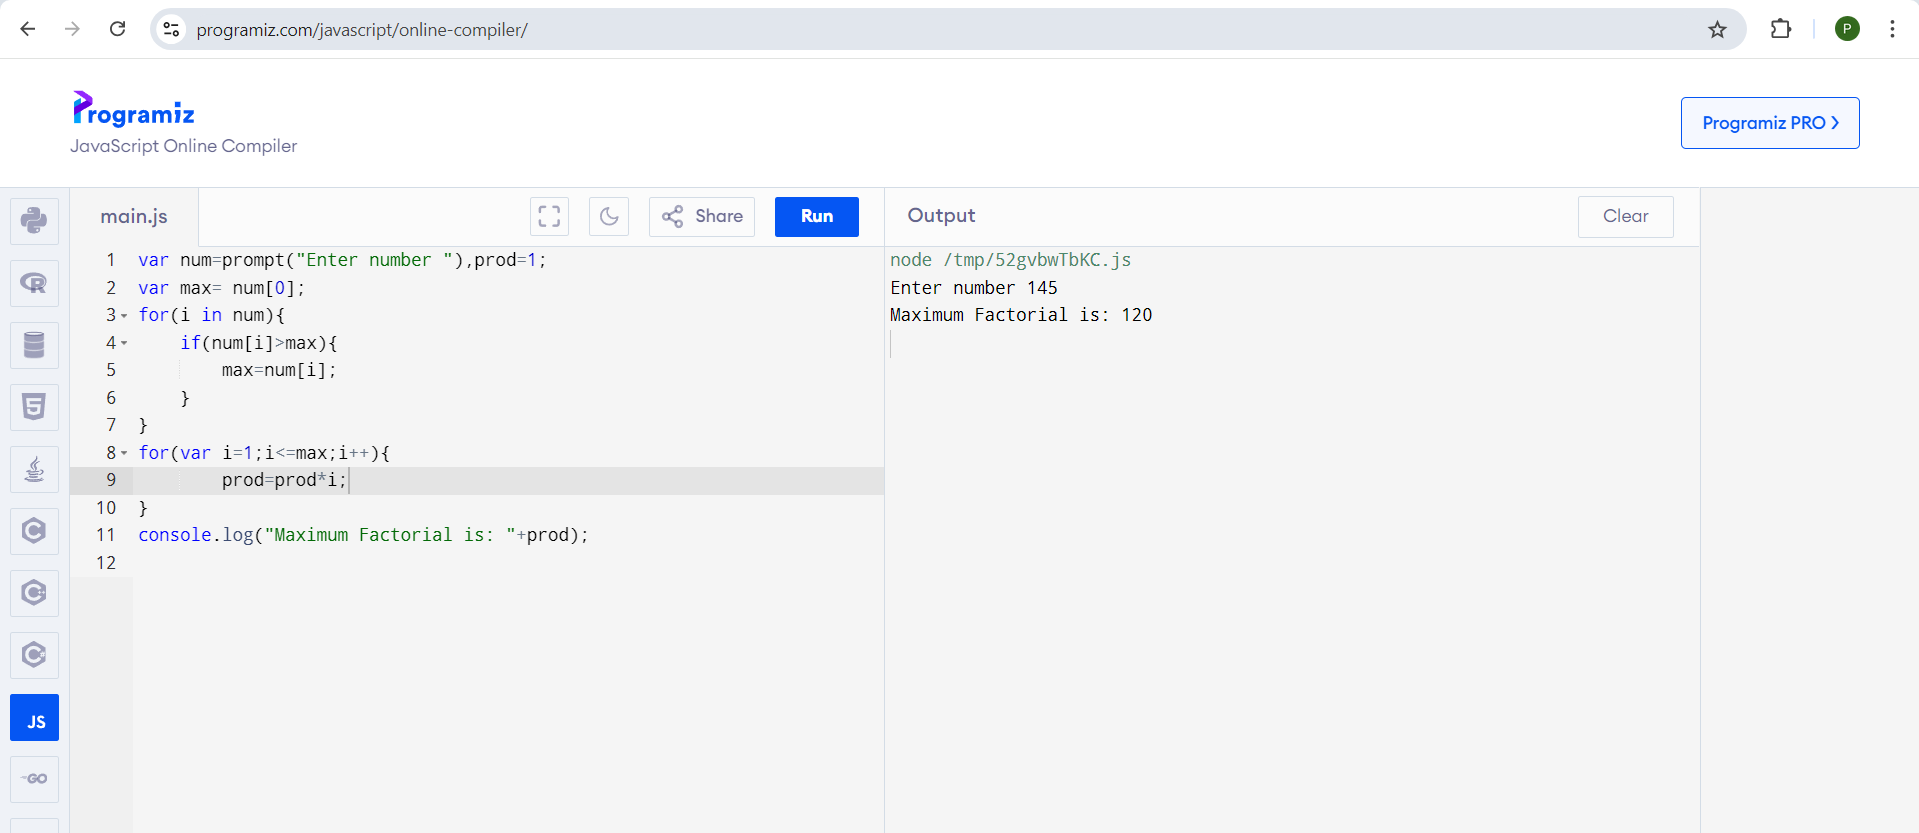 programiz.com/javascript/online-compiler/
P
Programiz
JavaScript Online Compiler
Programiz PRO
main.js
Share
Run
Output
Clear
1 var num=prompt("Enter number "),prod=1;
2 var max= num[0];
3 for(i in num){
4     if(num[i]>max){
5         max=num[i];
6     }
7 }
8 for(var i=1;i<=max;i++){
9         prod=prod*i;
10 }
11 console.log("Maximum Factorial is: "+prod);
12
node /tmp/52gvbwTbKC.js
Enter number 145
Maximum Factorial is: 120
R
5
C
C++
C#
JS
GO